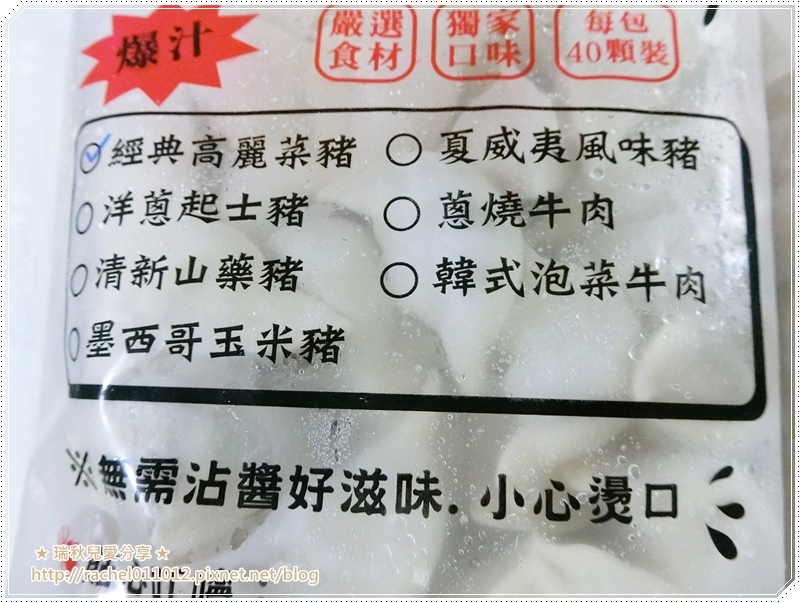 爆汁
嚴選
食材
獨家
口味
每包
40顆裝
經典高麗菜豬
夏威夷風味豬
洋蔥起士豬
蔥燒牛肉
清新山藥豬
韓式泡菜牛肉
墨西哥玉米豬
※無需沾醬好滋味.小心燙口
★ 瑞秋兒愛分享 ★
http://rachel011012.pixnet.net/blog